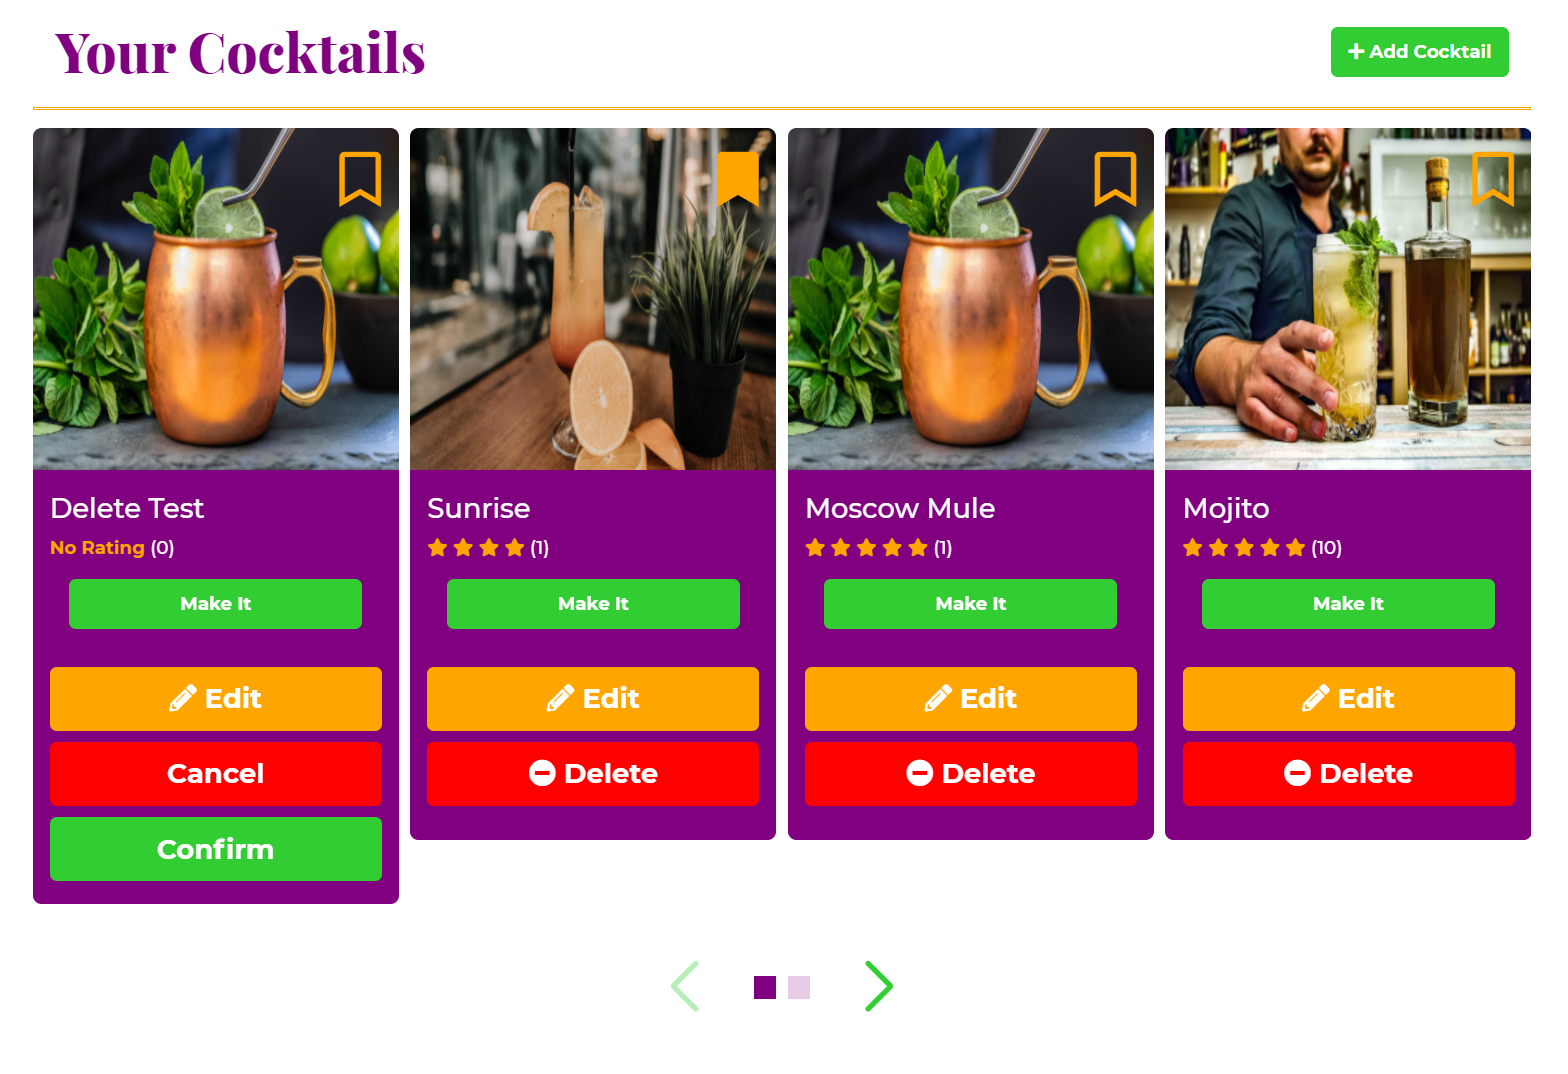 Your Cocktails
Add Cocktail
Delete Test
No Rating (0)
Make It
Edit
Cancel
Confirm
Sunrise
(1)
Make It
Edit
Delete
Moscow Mule
(1)
Make It
Edit
Delete
Mojito
(10)
Make It
Edit
Delete